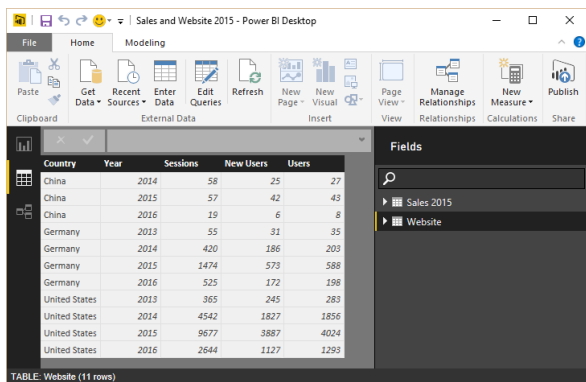 Sales and Website 2015 - Power BI Desktop
File Home Modeling
Paste
Get Data
Recent Sources
Enter Data
Edit Queries
Refresh
New Page
New Visual
Page View
Manage Relationships
New Measure
Publish
Clipboard External Data Insert View Relationships Calculations Share
Country Year Sessions New Users Users
China 2014 58 25 27
China 2015 57 42 43
China 2016 19 6 8
Germany 2013 55 31 35
Germany 2014 420 186 203
Germany 2015 1474 573 588
Germany 2016 525 172 198
United States 2013 365 245 283
United States 2014 4542 1827 1856
United States 2015 9677 3887 4024
United States 2016 2644 1127 1293
Fields
Sales 2015
Website
TABLE: Website (11 rows)